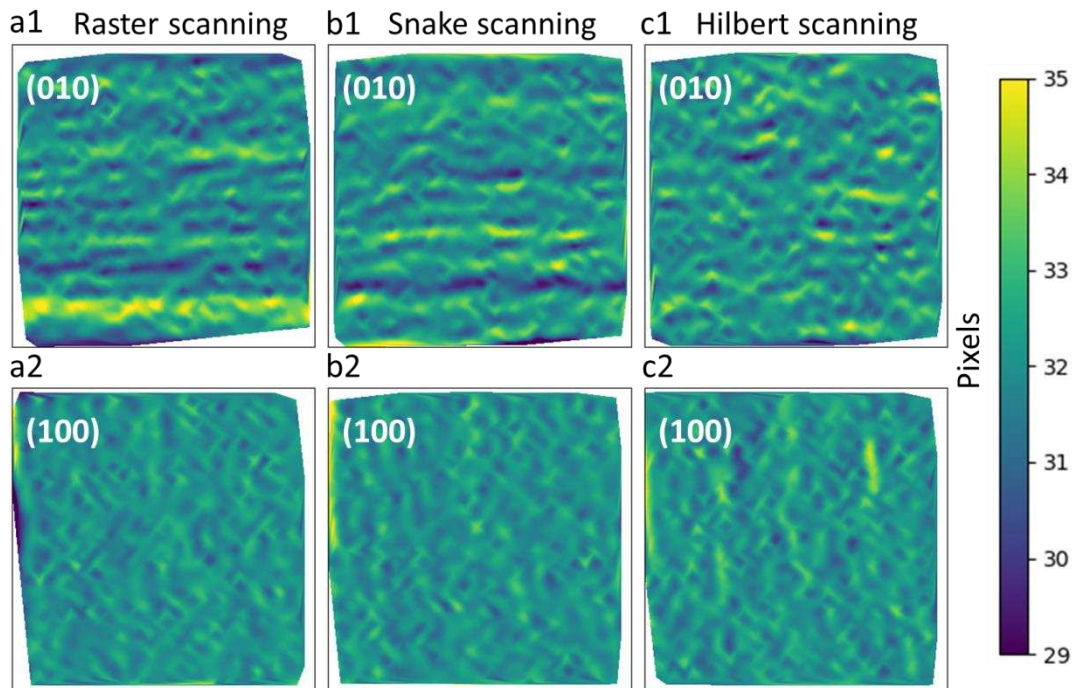 a1 Raster scanning
b1 Snake scanning
c1 Hilbert scanning
(010)
(010)
(010)
a2
b2
c2
(100)
(100)
(100)
35
34
33
32
31
30
29
Pixels